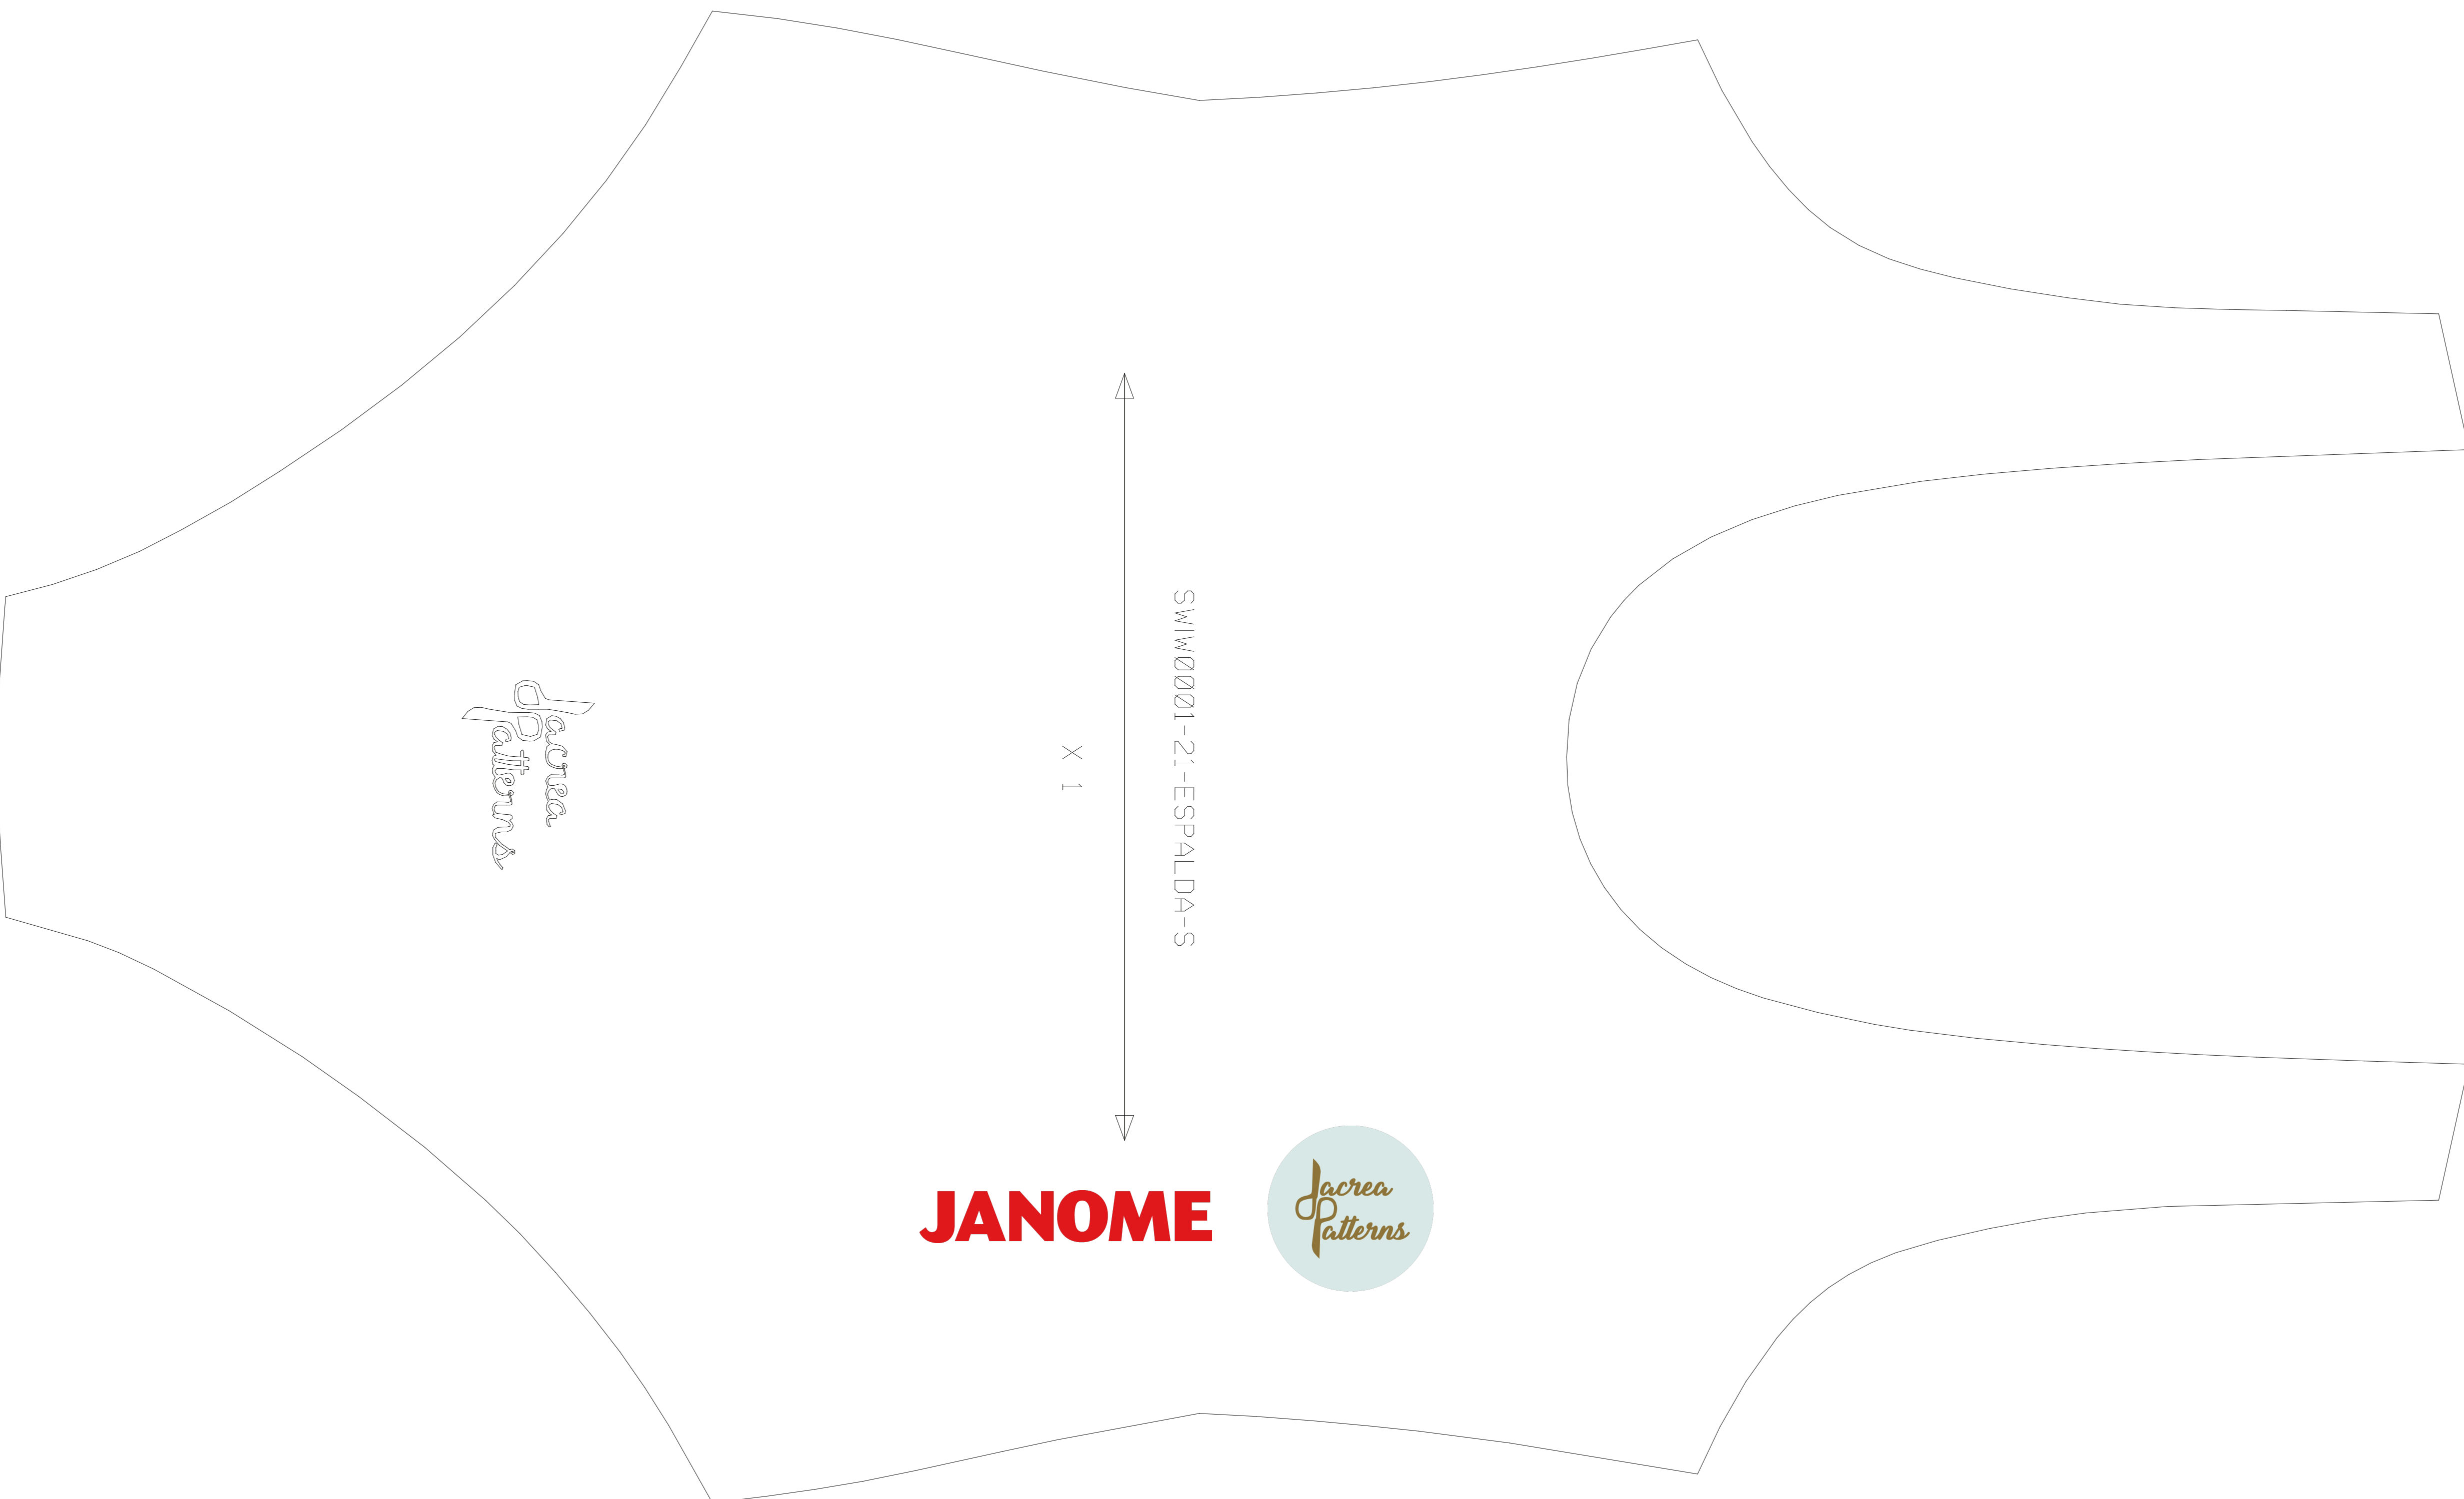 SWIM0001-21-ESPALDA-S
X 1
Jacrea
Patterns
JANOME
Jacrea
Patterns